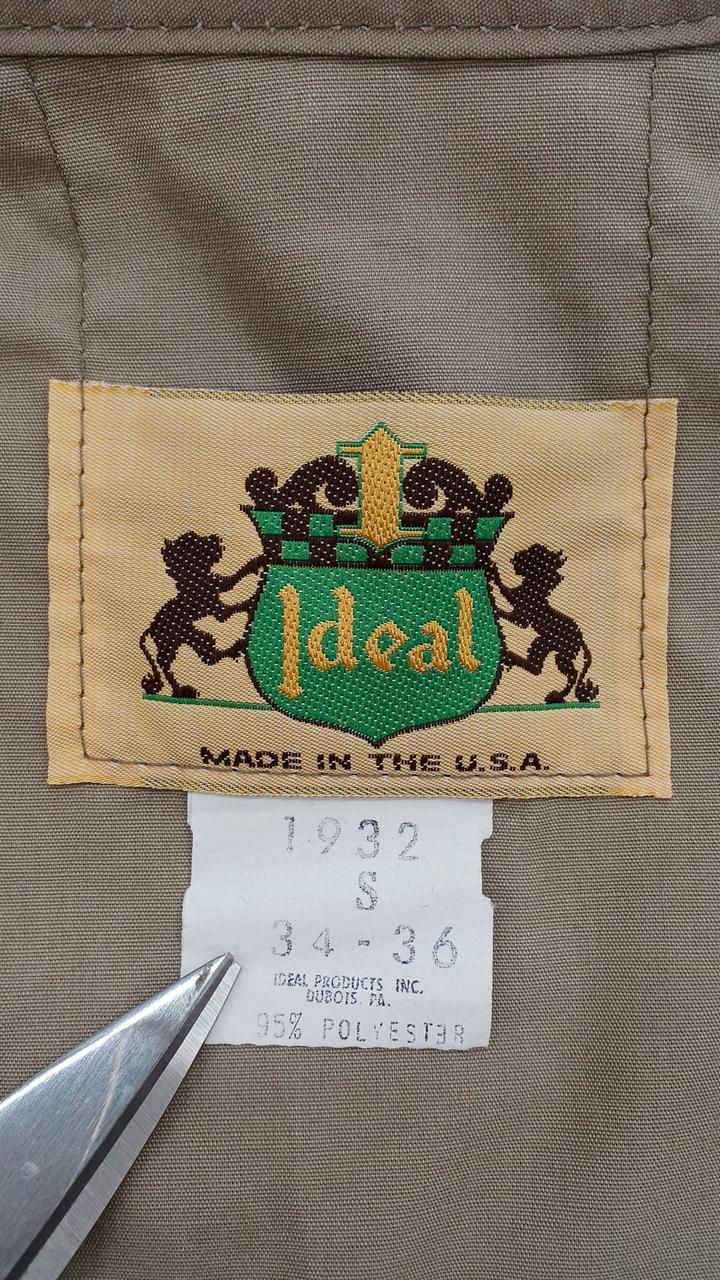 Ideal
MADE IN THE U.S.A.
1932
S
34-36
IDEAL PRODUCTS INC.
DUBOIS. PA.
95% POLYESTER